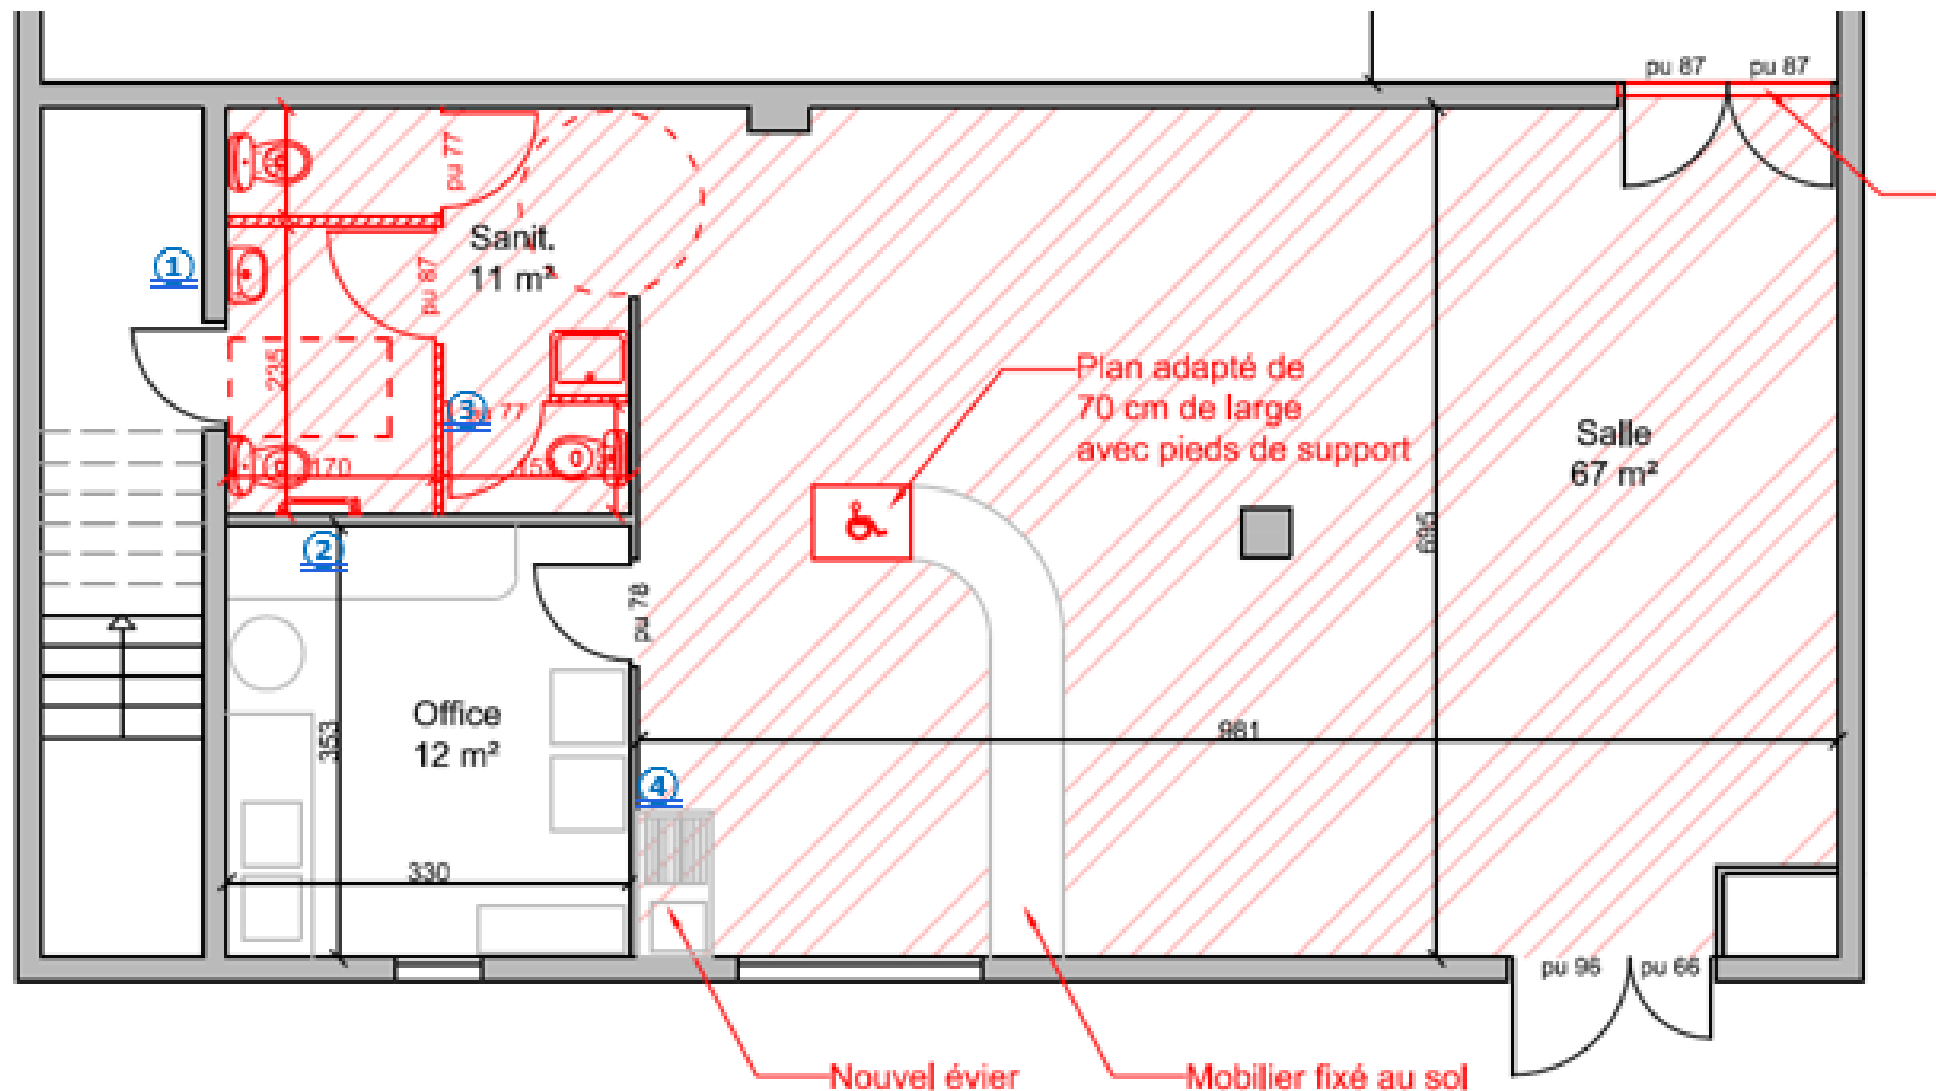 pu 87
pu 87
pu 77
Sanit.
11 m²
pu 87
①
235
③
77
Plan adapté de
70 cm de large
avec pieds de support
Salle
67 m²
170
②
695
pu 78
Office
12 m²
353
981
④
330
pu 96
pu 66
Nouvel évier
Mobilier fixé au sol